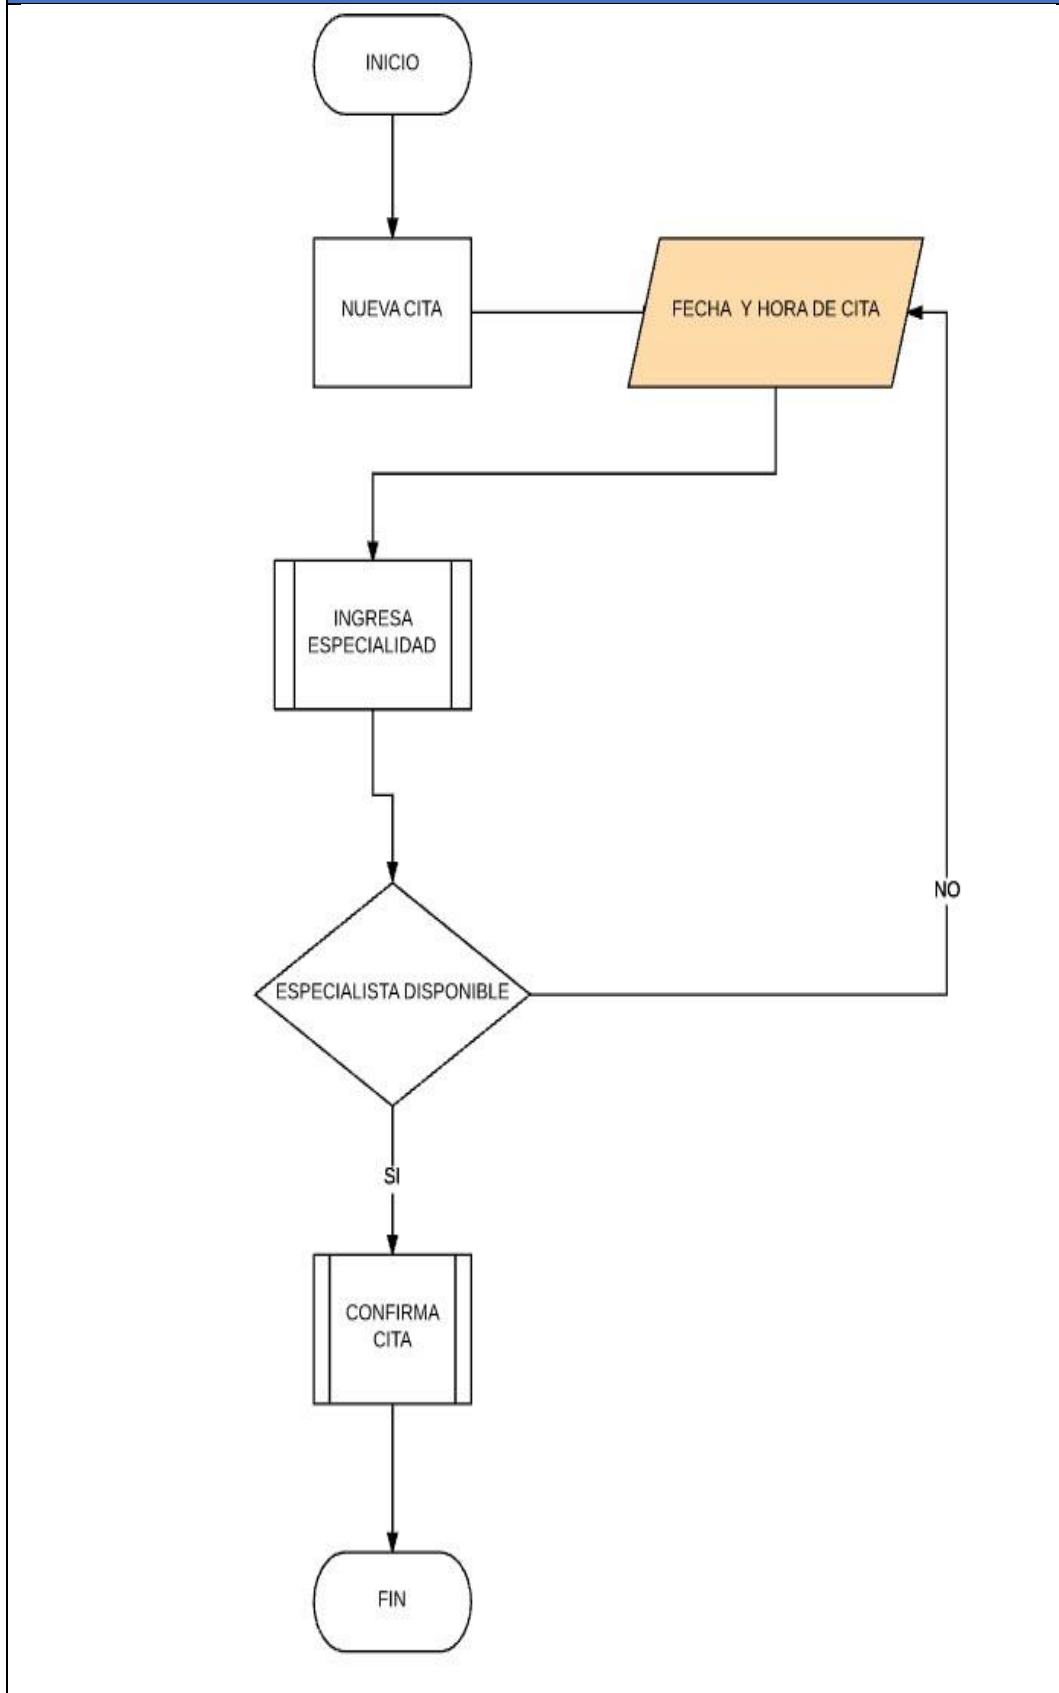 INICIO
NUEVA CITA
FECHA Y HORA DE CITA
INGRESA
ESPECIALIDAD
NO
ESPECIALISTA DISPONIBLE
SI
CONFIRMA
CITA
FIN